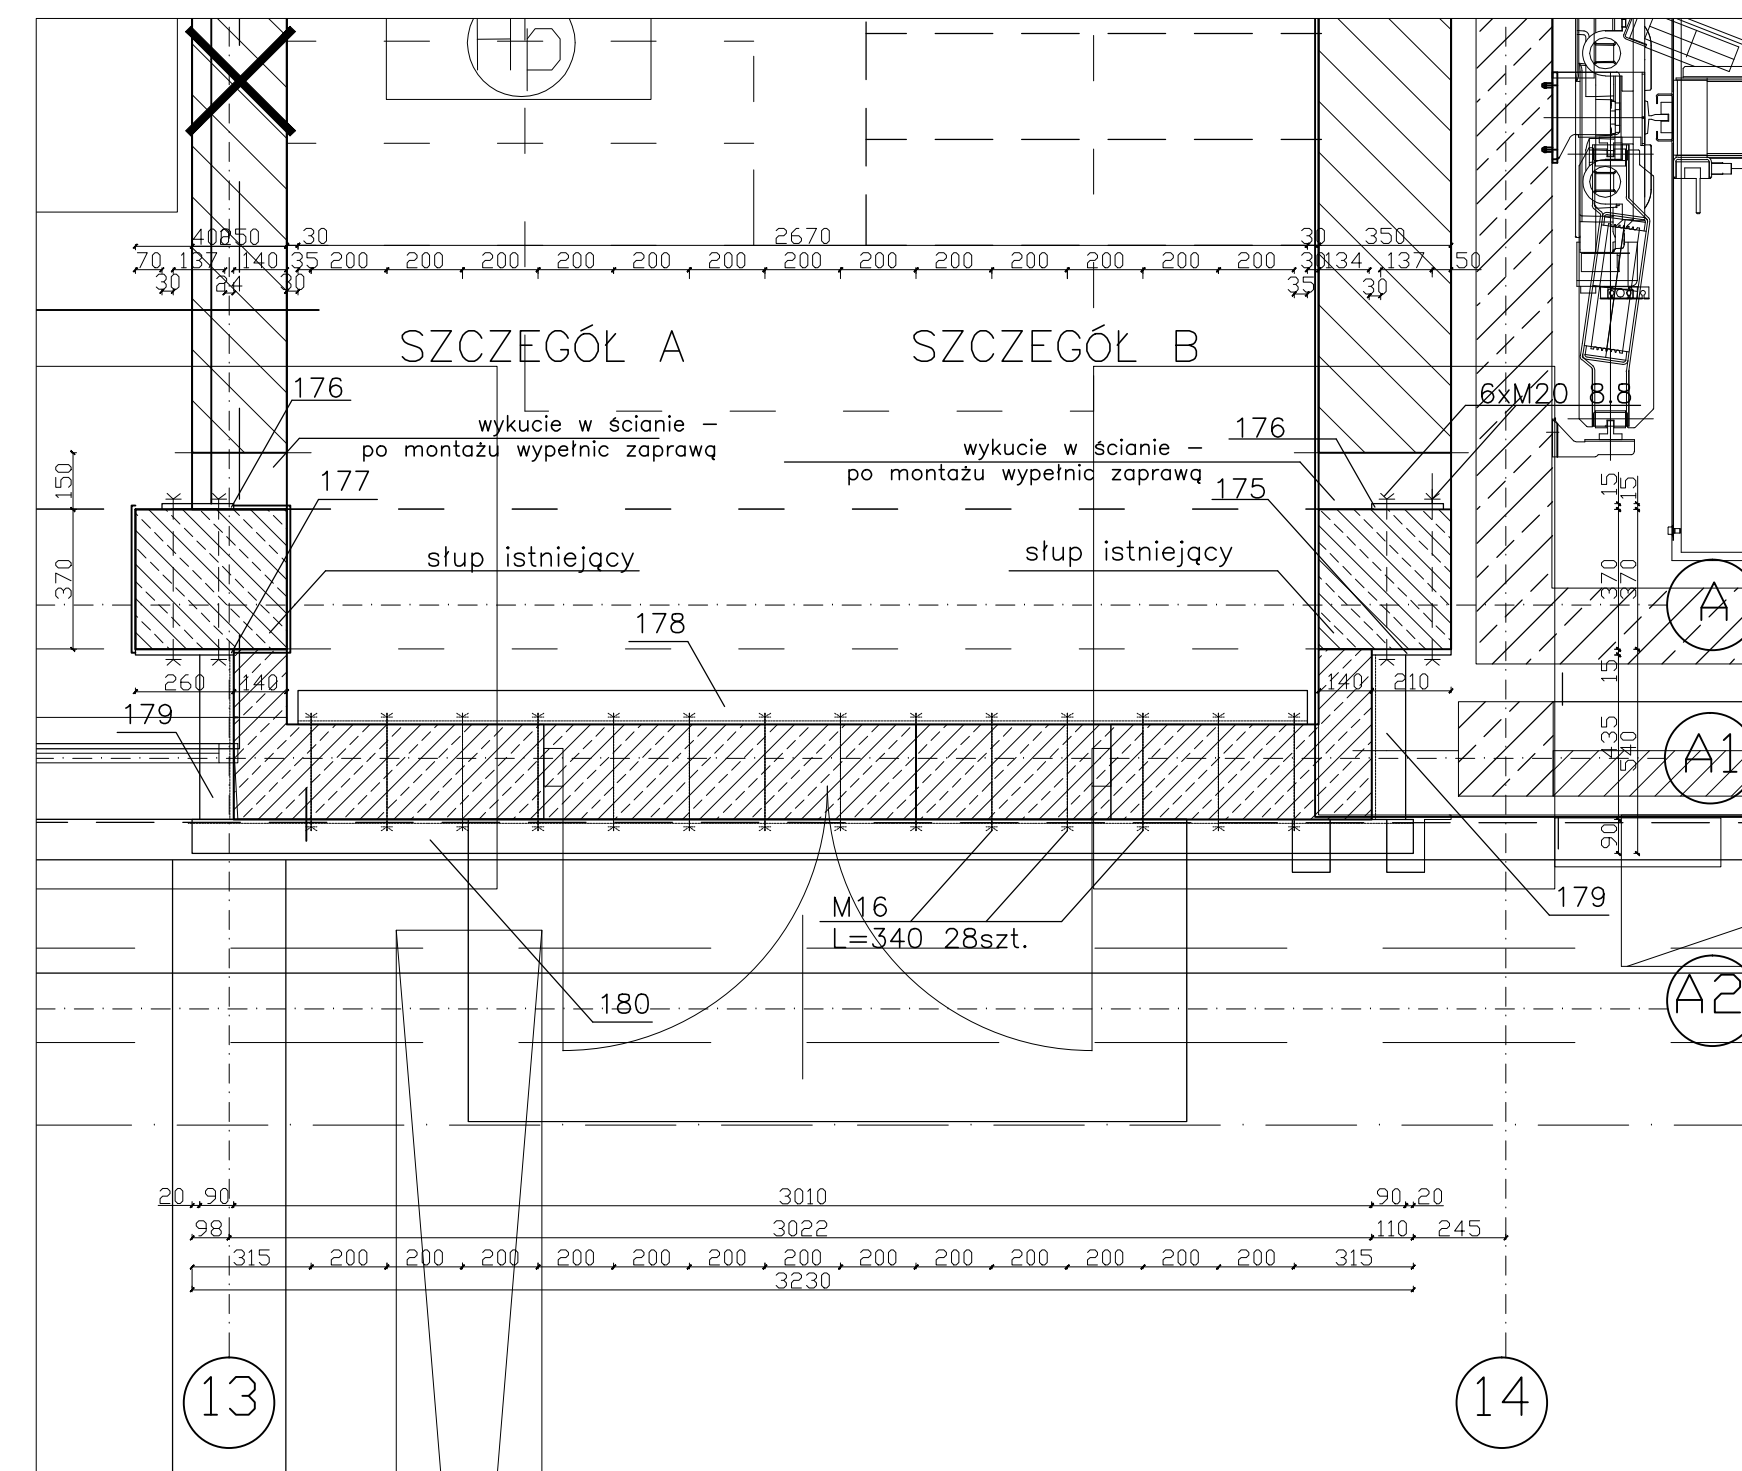 30 2670 30 350
70 137 140 35 200 200 200 200 200 200 200 200 200 200 200 200 200 134 137 50
30 30 35 30
SZCZEGÓŁ A SZCZEGÓŁ B
176
6xM20 8.8
wykucie w ścianie –
po montażu wypełnic zaprawą
176
wykucie w ścianie –
po montażu wypełnic zaprawą
150
177
175
15 15
słup istniejący
słup istniejący
370
370 370
A
178
15
260 140
140 210
179
435
540
A1
90
179
M16
L=340 28szt.
180
A2
20 90 3010 90 20
98 3022 110 245
315 200 200 200 200 200 200 200 200 200 200 200 200 200 315
3230
13 14